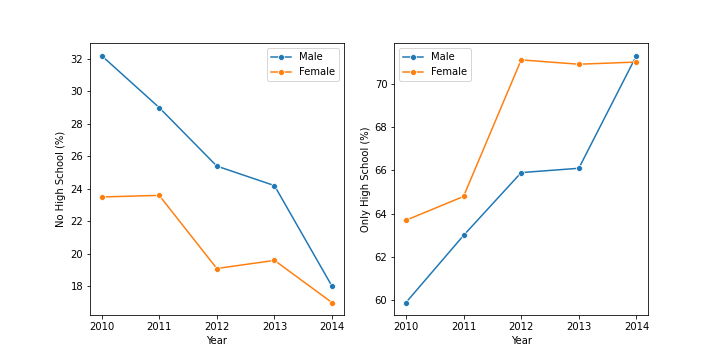 Male
Female
32
30
28
26
24
22
20
18
No High School (%)
2010 2011 2012 2013 2014
Year
Male
Female
70
68
66
64
62
60
Only High School (%)
2010 2011 2012 2013 2014
Year